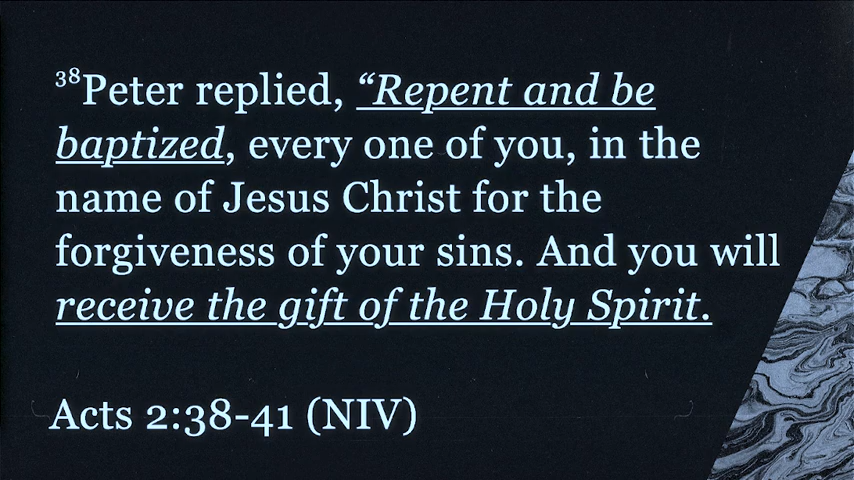 ³⁸Peter replied, “Repent and be
baptized, every one of you, in the
name of Jesus Christ for the
forgiveness of your sins. And you will
receive the gift of the Holy Spirit.
Acts 2:38-41 (NIV)